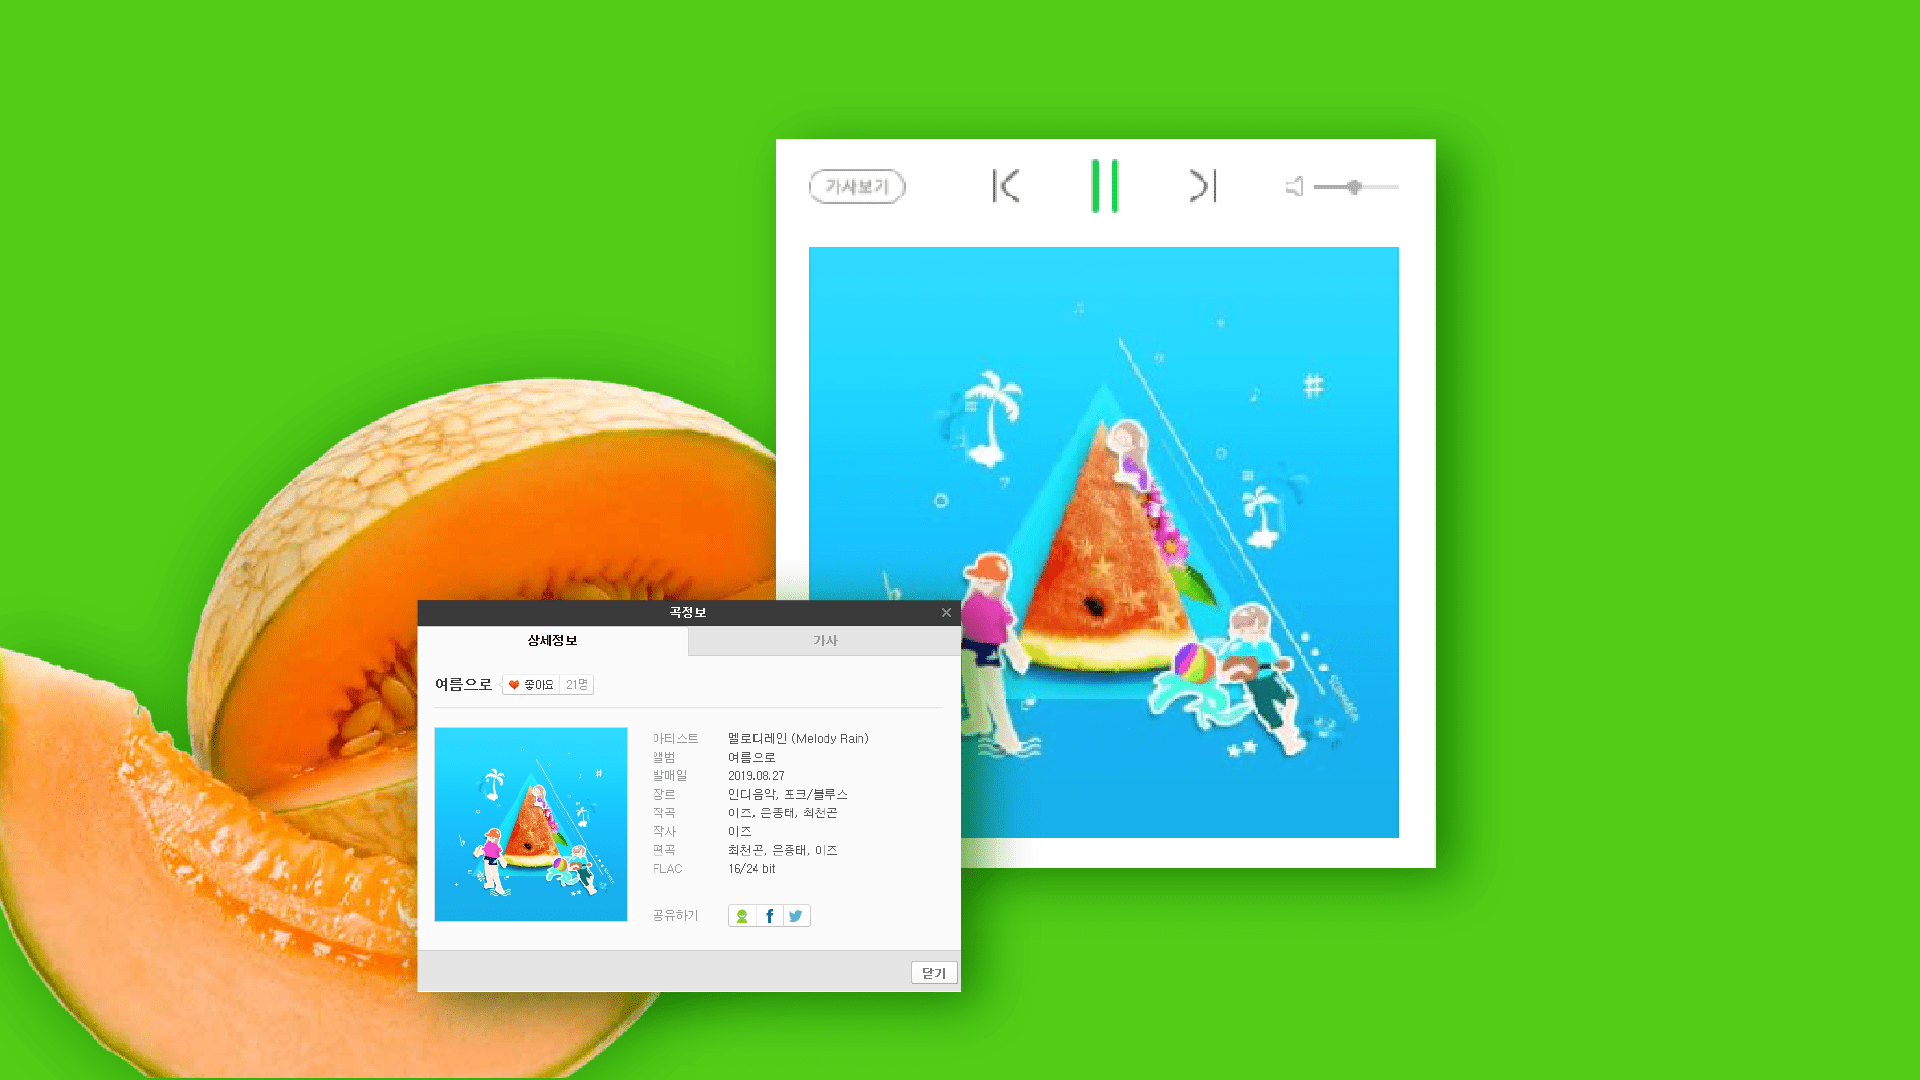 가사보기
#
#
SUMMER
곡정보
상세정보
가사
여름으로
좋아요 21명
아티스트 멜로디레인 (Melody Rain)
앨범 여름으로
발매일 2019.08.27
장르 인디음악, 포크/블루스
작곡 이즈, 은종태, 최천곤
작사 이즈
편곡 최천곤, 은종태, 이즈
FLAC 16/24 bit
공유하기
닫기